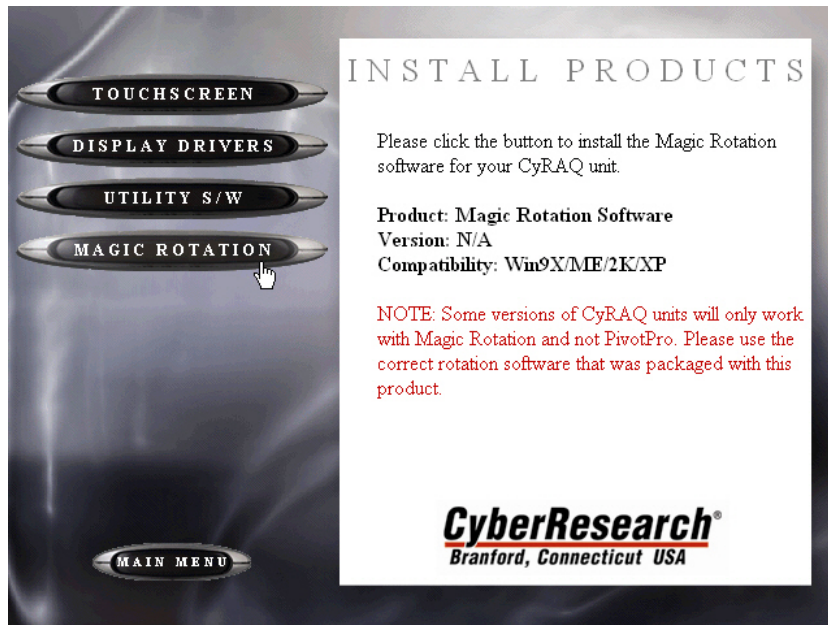 TOUCHSCREEN
DISPLAY DRIVERS
UTILITY S/W
MAGIC ROTATION
MAIN MENU
INSTALL PRODUCTS
Please click the button to install the Magic Rotation
software for your CyRAQ unit.
Product: Magic Rotation Software
Version: N/A
Compatibility: Win9X/ME/2K/XP
NOTE: Some versions of CyRAQ units will only work
with Magic Rotation and not PivotPro. Please use the
correct rotation software that was packaged with this
product.
CyberResearch®
Branford, Connecticut USA